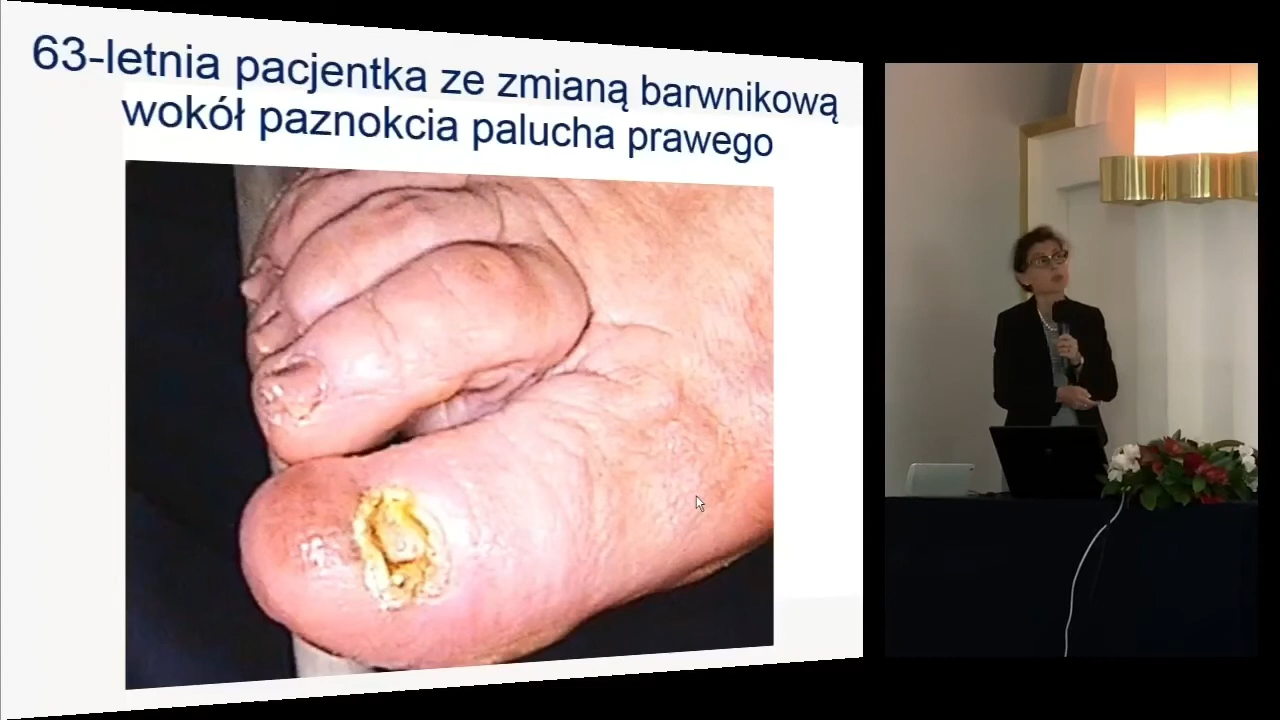 63-letnia pacjentka ze zmianą barwnikową
wokół paznokcia palucha prawego